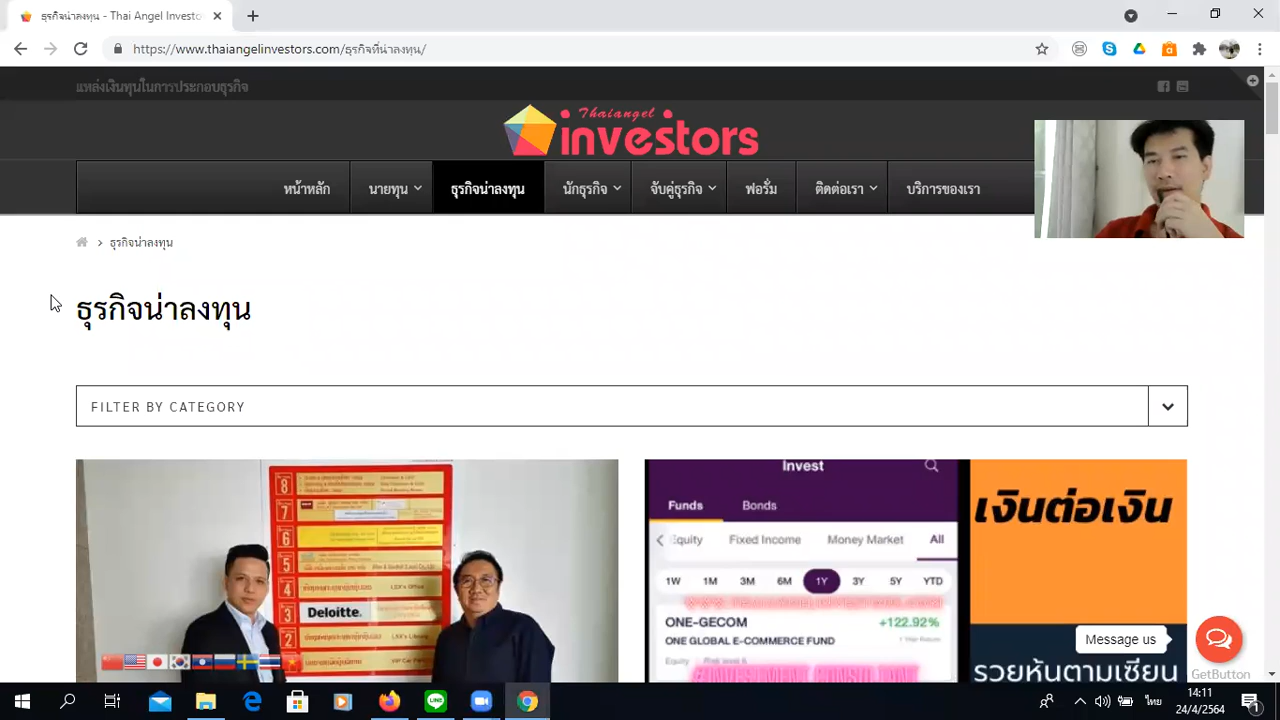 ธุรกิจน่าลงทุน - Thai Angel Investo
https://www.thaiangelinvestors.com/ธุรกิจที่น่าลงทุน/
แหล่งเงินทุนในการประกอบธุรกิจ
Thaiangel
investors
หน้าหลัก
นายทุน
ธุรกิจน่าลงทุน
นักธุรกิจ
จับคู่ธุรกิจ
ฟอรั่ม
ติดต่อเรา
บริการของเรา
ธุรกิจน่าลงทุน
ธุรกิจน่าลงทุน
FILTER BY CATEGORY
8
7
6
5
4
3
2
LSX's Office
Deloitte.
LSX's Library
VIP Car
Invest
Funds Bonds
Equity Fixed Income Money Market All
1W 1M 3M 6M 1Y 3Y 5Y YTD
ONE-GECOM +122.92%
ONE GLOBAL E-COMMERCE FUND
Equity
เงินต่อเงิน
รวยหุ้นตามเซียน
Message us
GetButton
ไทย
14:11
24/4/2564